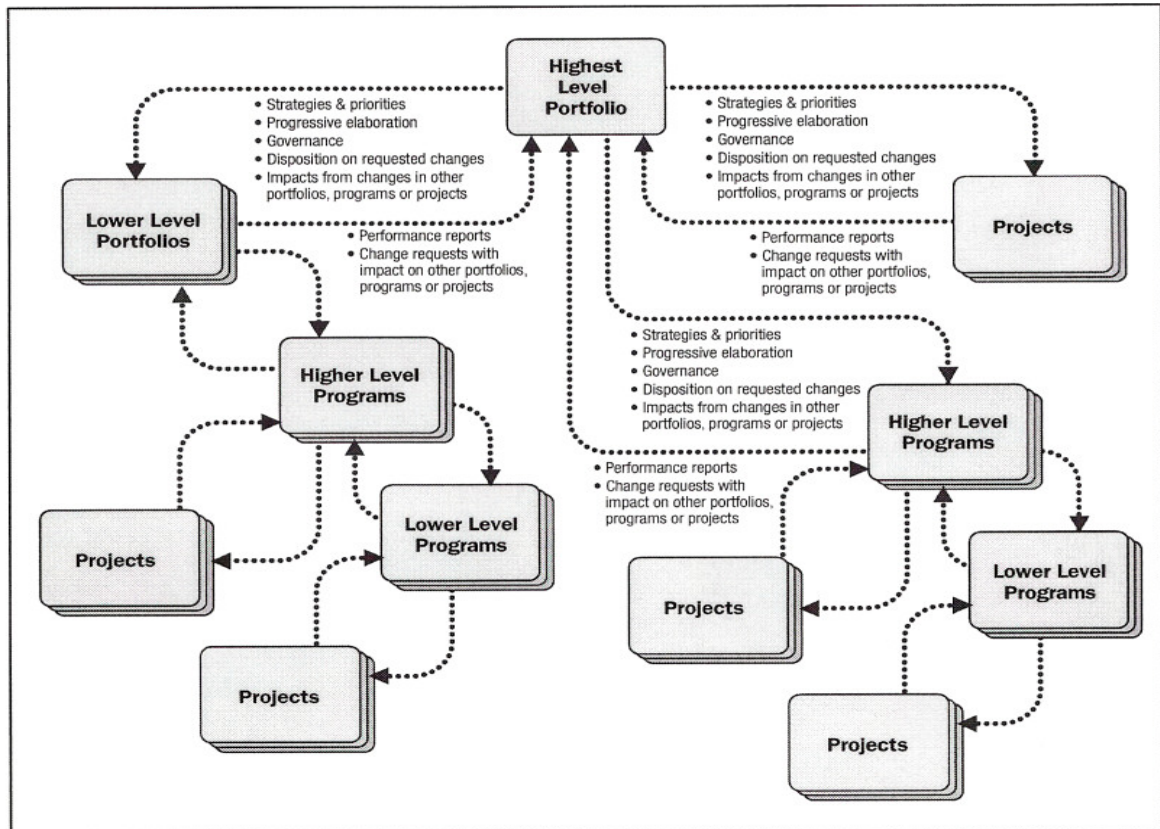 Highest
Level
Portfolio
• Strategies & priorities
• Progressive elaboration
• Governance
• Disposition on requested changes
• Impacts from changes in other
portfolios, programs or projects
• Strategies & priorities
• Progressive elaboration
• Governance
• Disposition on requested changes
• Impacts from changes in other
portfolios, programs or projects
Lower Level
Portfolios
Projects
• Performance reports
• Change requests with
impact on other portfolios,
programs or projects
• Performance reports
• Change requests with
impact on other portfolios,
programs or projects
• Strategies & priorities
• Progressive elaboration
• Governance
• Disposition on requested changes
• Impacts from changes in other
portfolios, programs or projects
Higher Level
Programs
Higher Level
Programs
• Performance reports
• Change requests with
impact on other portfolios,
programs or projects
Projects
Lower Level
Programs
Projects
Lower Level
Programs
Projects
Projects